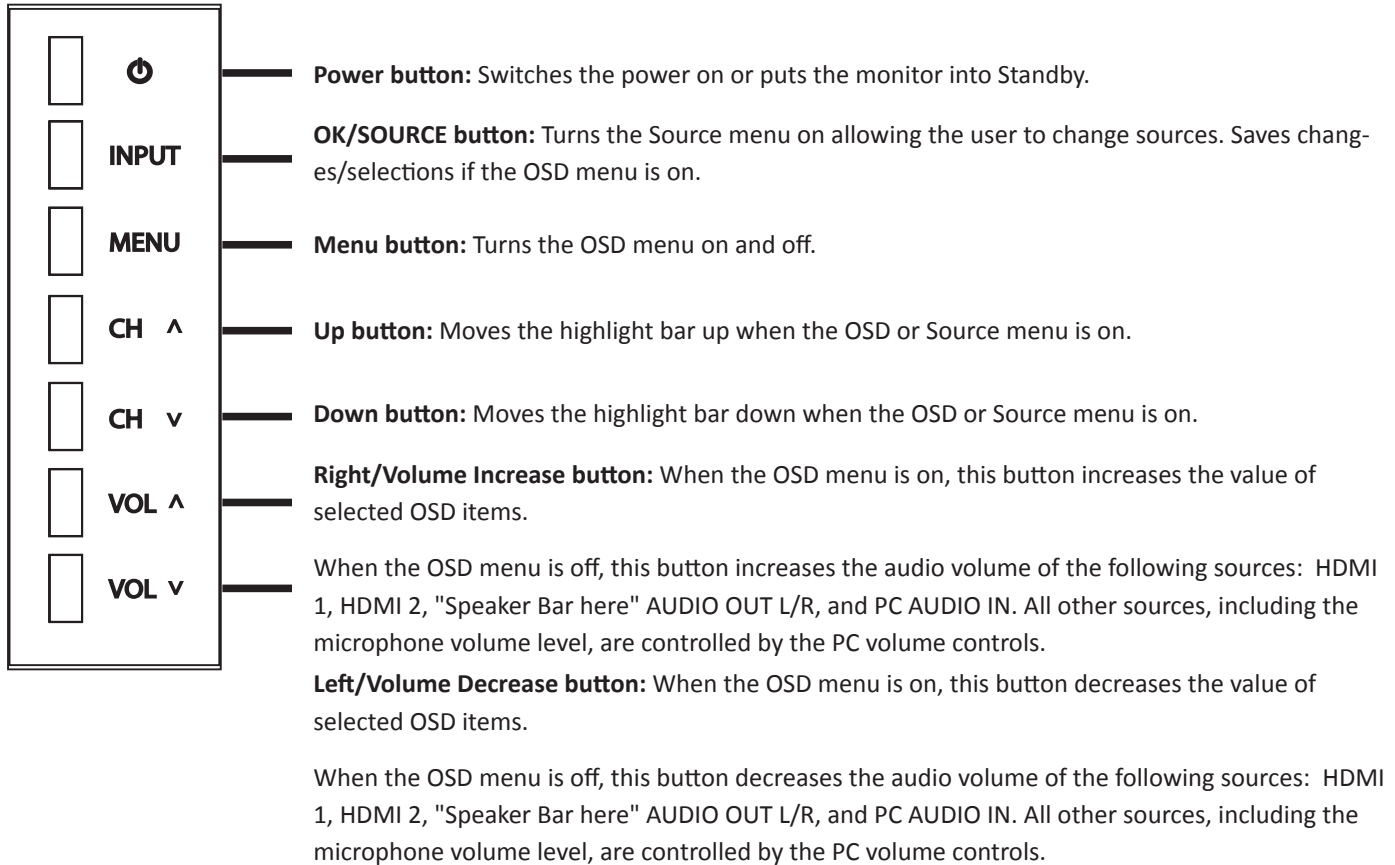 Power button: Switches the power on or puts the monitor into Standby.
INPUT
OK/SOURCE button: Turns the Source menu on allowing the user to change sources. Saves chang-
es/selections if the OSD menu is on.
MENU
Menu button: Turns the OSD menu on and off.
CH ∧
Up button: Moves the highlight bar up when the OSD or Source menu is on.
CH ∨
Down button: Moves the highlight bar down when the OSD or Source menu is on.
VOL ∧
Right/Volume Increase button: When the OSD menu is on, this button increases the value of
selected OSD items.
VOL ∨
When the OSD menu is off, this button increases the audio volume of the following sources: HDMI
1, HDMI 2, "Speaker Bar here" AUDIO OUT L/R, and PC AUDIO IN. All other sources, including the
microphone volume level, are controlled by the PC volume controls.
Left/Volume Decrease button: When the OSD menu is on, this button decreases the value of
selected OSD items.
When the OSD menu is off, this button decreases the audio volume of the following sources: HDMI
1, HDMI 2, "Speaker Bar here" AUDIO OUT L/R, and PC AUDIO IN. All other sources, including the
microphone volume level, are controlled by the PC volume controls.